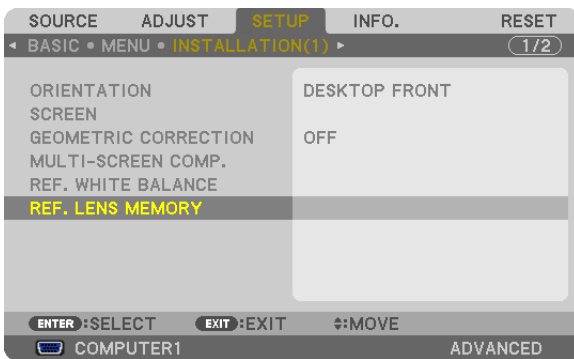 SOURCE ADJUST SETUP INFO. RESET
BASIC • MENU • INSTALLATION(1) 1/2
ORIENTATION DESKTOP FRONT
SCREEN
GEOMETRIC CORRECTION OFF
MULTI-SCREEN COMP.
REF. WHITE BALANCE
REF. LENS MEMORY
ENTER :SELECT EXIT :EXIT :MOVE
COMPUTER1 ADVANCED